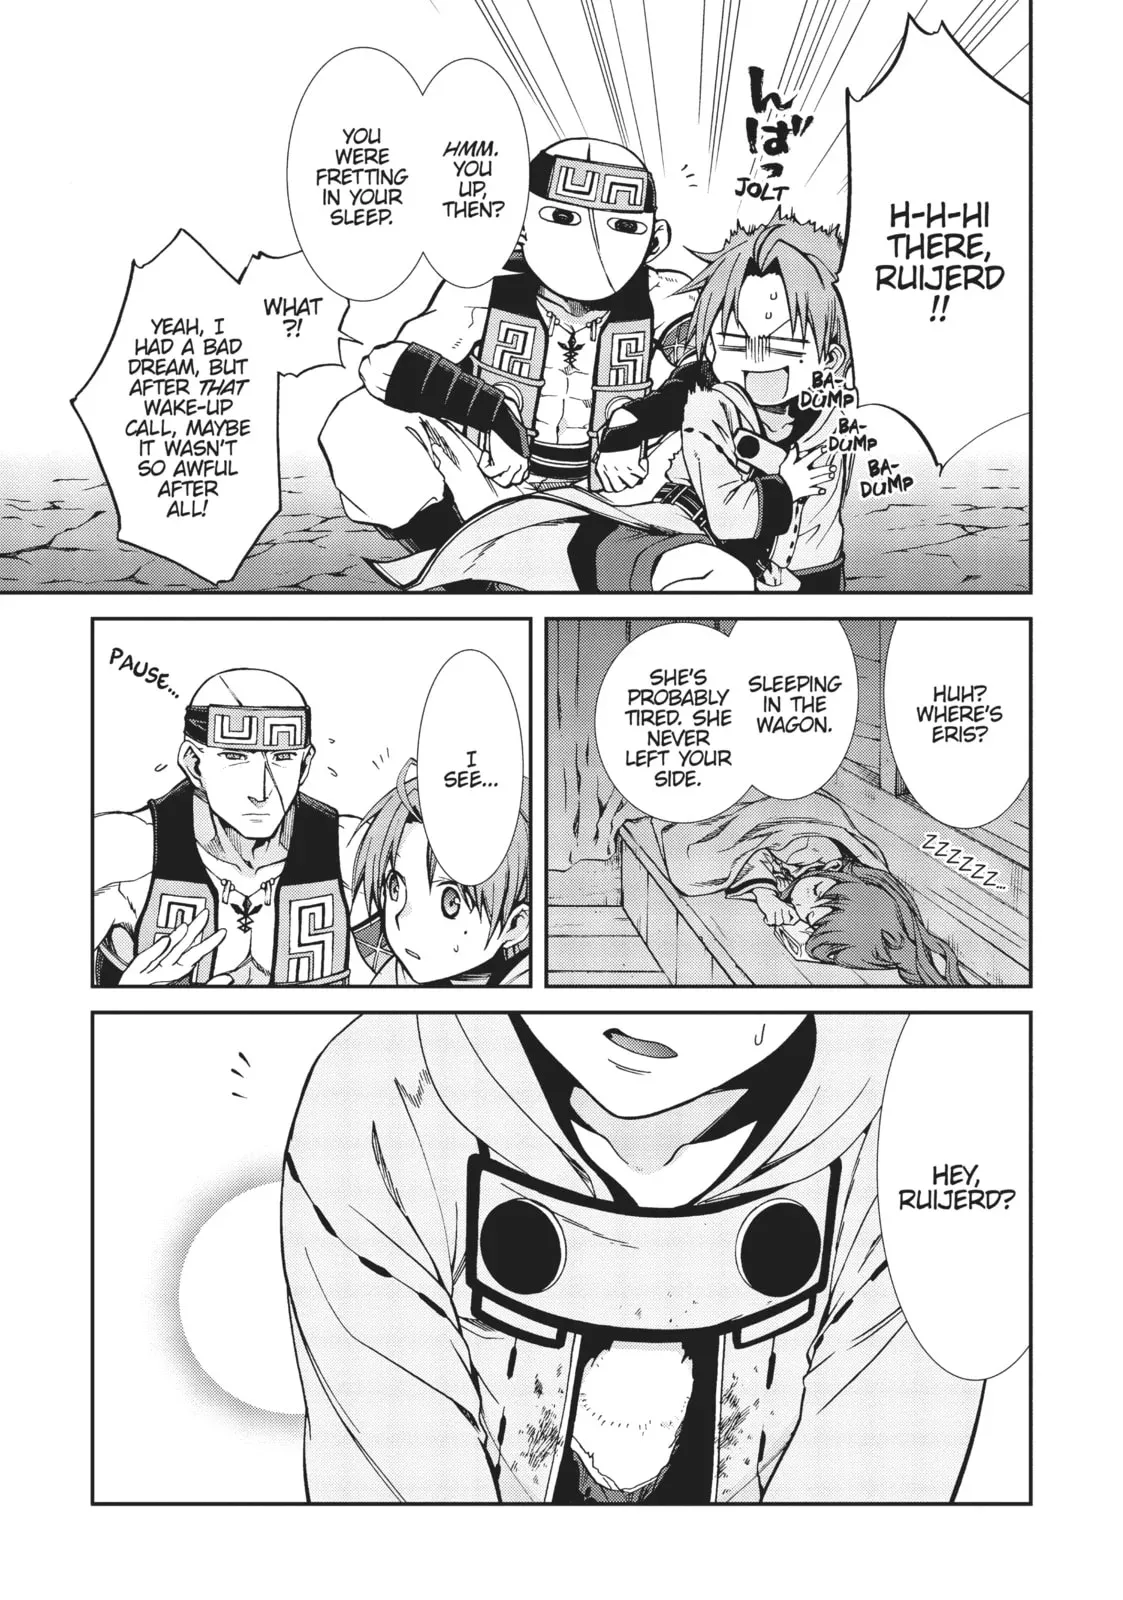 H-H-HI
THERE,
RUIJERD
!!
んばっ
JOLT
BA-
DUMP
BA-
DUMP
BA-
DUMP
HMM.
YOU
UP,
THEN?
YOU
WERE
FRETTING
IN YOUR
SLEEP.
WHAT
?!
YEAH, I
HAD A BAD
DREAM, BUT
AFTER THAT
WAKE-UP
CALL, MAYBE
IT WASN'T
SO AWFUL
AFTER
ALL!
HUH?
WHERE'S
ERIS?
SLEEPING
IN THE
WAGON.
SHE'S
PROBABLY
TIRED. SHE
NEVER
LEFT YOUR
SIDE.
ZZZZZZ...
I
SEE...
PAUSE...
HEY,
RUIJERD?